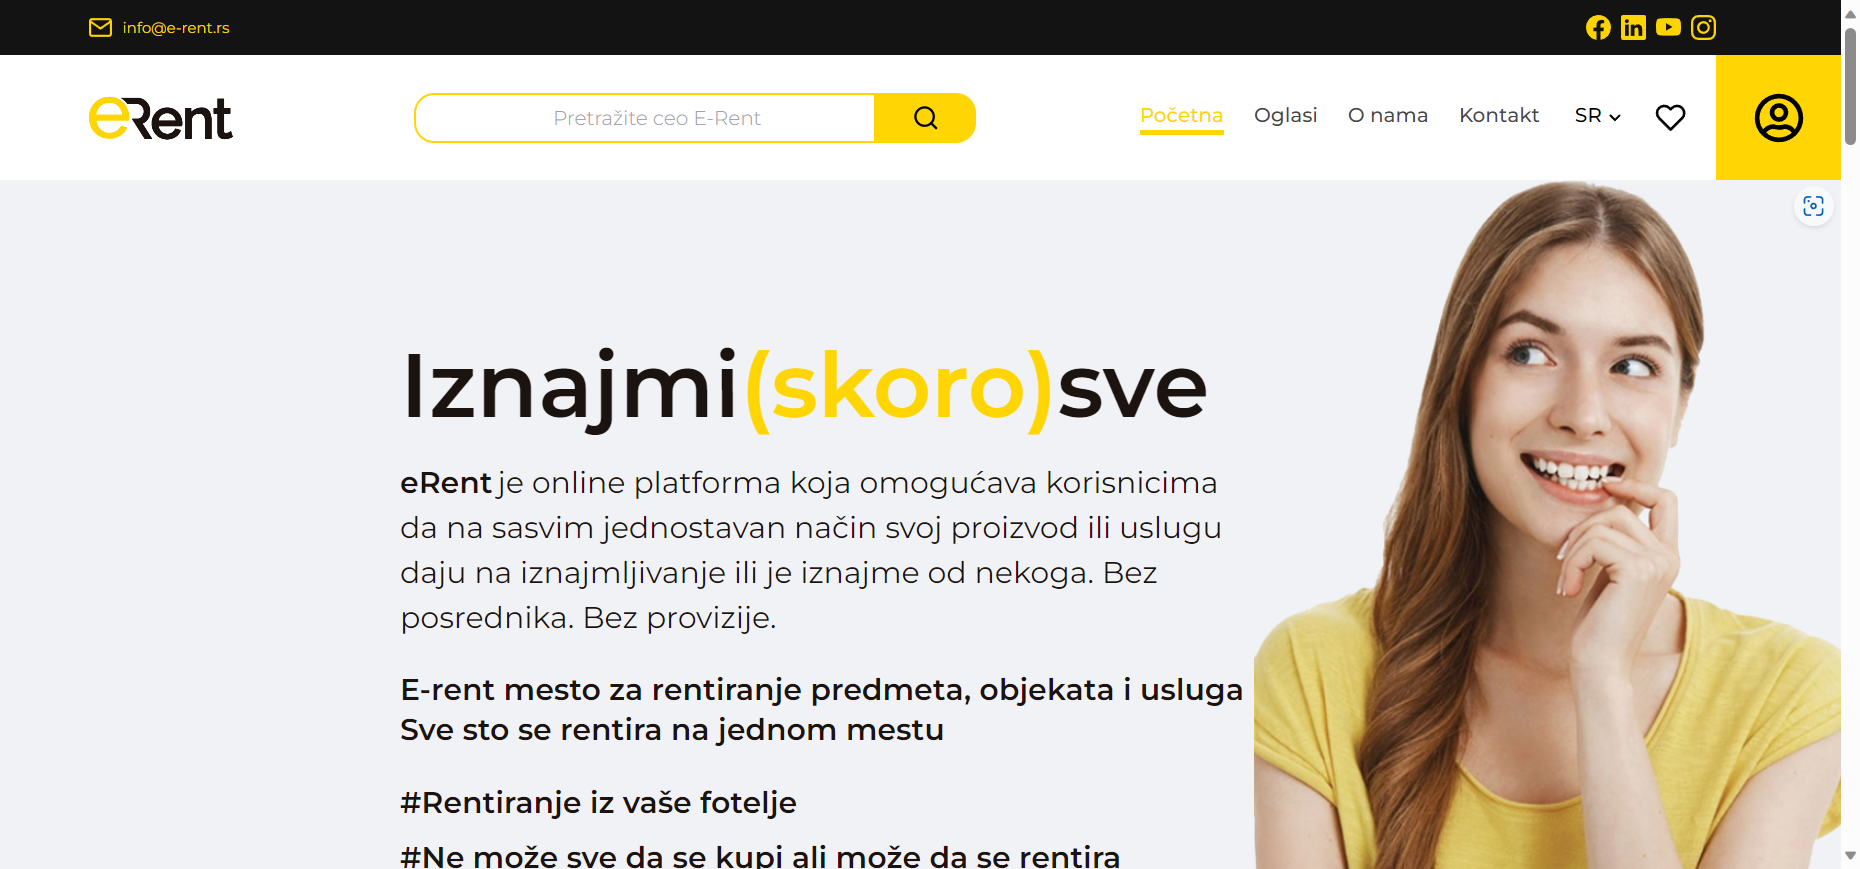 info@e-rent.rs
eRent
Pretražite ceo E-Rent
Početna
Oglasi
O nama
Kontakt
SR
Iznajmi(skoro)sve
eRent je online platforma koja omogućava korisnicima
da na sasvim jednostavan način svoj proizvod ili uslugu
daju na iznajmljivanje ili je iznajme od nekoga. Bez
posrednika. Bez provizije.
E-rent mesto za rentiranje predmeta, objekata i usluga
Sve sto se rentira na jednom mestu
#Rentiranje iz vaše fotelje
#Ne može sve da se kupi ali može da se rentira